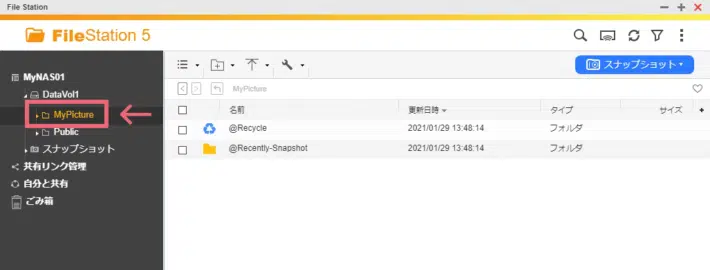 File Station
FileStation 5
スナップショット
MyNAS01
DataVol1
MyPicture
Public
スナップショット
共有リンク管理
自分と共有
ごみ箱
MyPicture
名前 更新日時 タイプ サイズ
@Recycle 2021/01/29 13:48:14 フォルダ
@Recently-Snapshot 2021/01/29 13:48:14 フォルダ